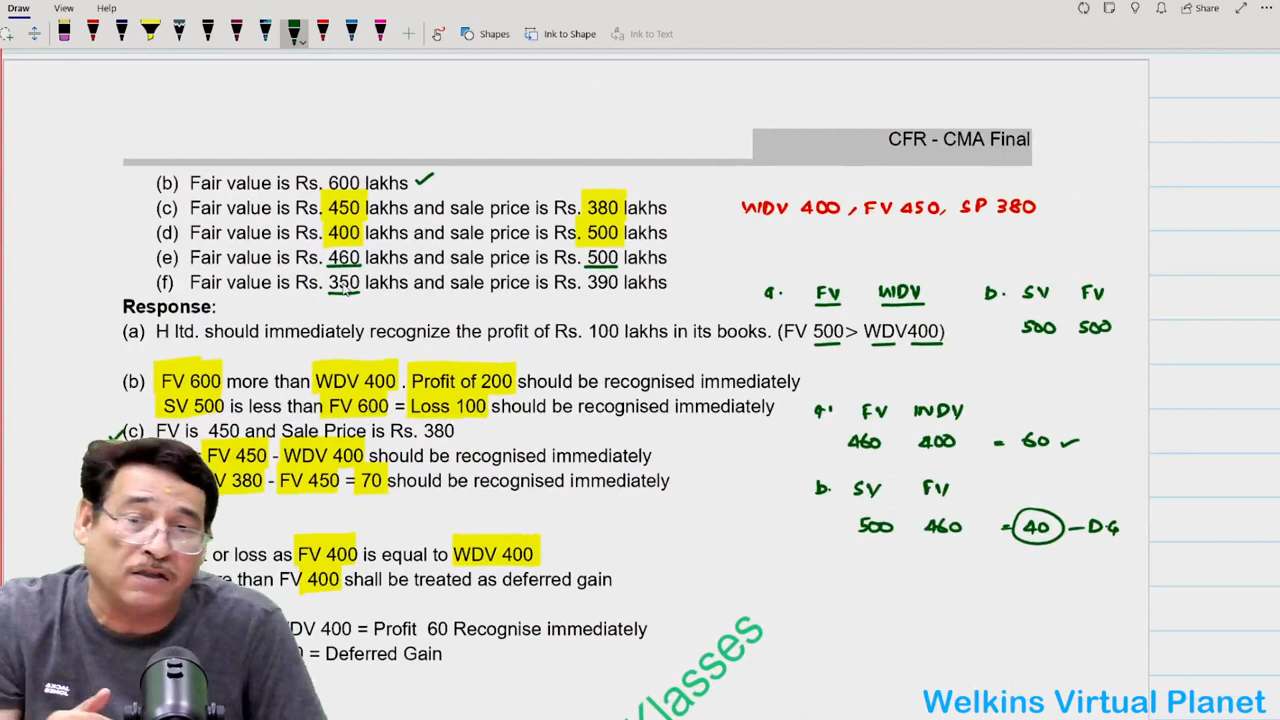 Draw View Help
Share
Shapes Ink to Shape Ink to Text
CFR - CMA Final
(b) Fair value is Rs. 600 lakhs ✓
(c) Fair value is Rs. 450 lakhs and sale price is Rs. 380 lakhs
WDV 400, FV 450, SP 380
(d) Fair value is Rs. 400 lakhs and sale price is Rs. 500 lakhs
(e) Fair value is Rs. 460 lakhs and sale price is Rs. 500 lakhs
(f) Fair value is Rs. 350 lakhs and sale price is Rs. 390 lakhs
a. FV WDV b. SV FV
Response:
500 500
(a) H ltd. should immediately recognize the profit of Rs. 100 lakhs in its books. (FV 500> WDV400)
(b) FV 600 more than WDV 400 . Profit of 200 should be recognised immediately
SV 500 is less than FV 600 = Loss 100 should be recognised immediately
a. FV WDV
(c) FV is 450 and Sale Price is Rs. 380
460 400 = 60 ✓
FV 450 - WDV 400 should be recognised immediately
V 380 - FV 450 = 70 should be recognised immediately
b. SV FV
500 460 = 40 - D.G
or loss as FV 400 is equal to WDV 400
than FV 400 shall be treated as deferred gain
DV 400 = Profit 60 Recognise immediately
= Deferred Gain
Klasses
Welkins Virtual Planet